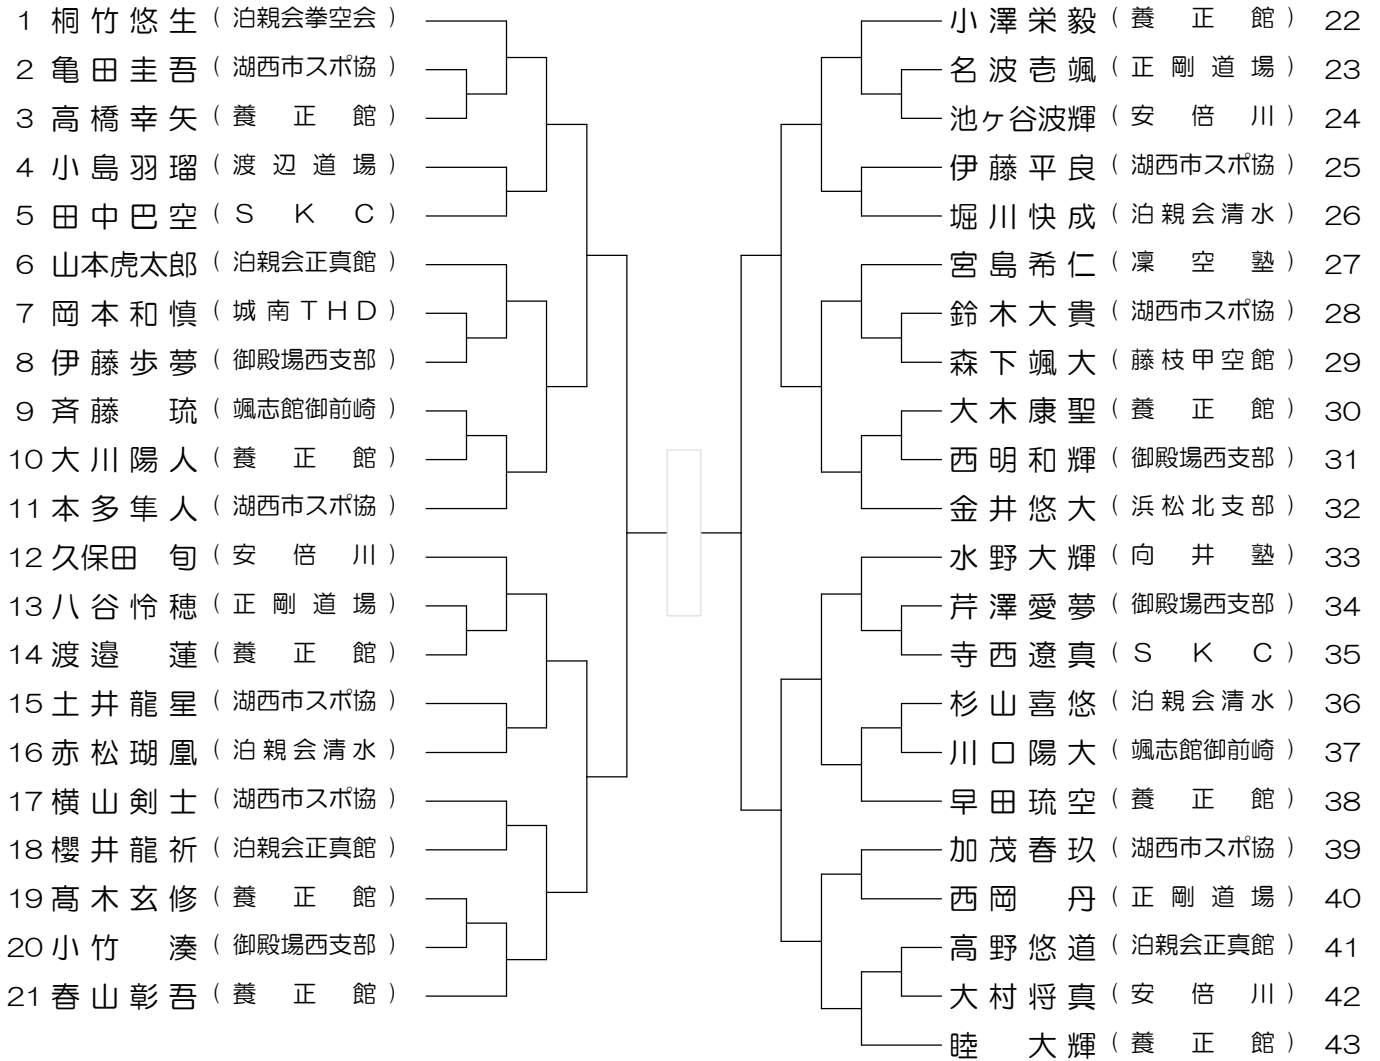 1 桐竹悠生（泊親会拳空会）
2 亀田圭吾（湖西市スポ協）
3 高橋幸矢（養正館）
4 小島羽瑠（渡辺道場）
5 田中巴空（ＳＫＣ）
6 山本虎太郎（泊親会正真館）
7 岡本和慎（城南ＴＨＤ）
8 伊藤歩夢（御殿場西支部）
9 斉藤　琉（颯志館御前崎）
10 大川陽人（養正館）
11 本多隼人（湖西市スポ協）
12 久保田　旬（安倍川）
13 八谷怜穂（正剛道場）
14 渡邉　蓮（養正館）
15 土井龍星（湖西市スポ協）
16 赤松瑚凰（泊親会清水）
17 横山剣士（湖西市スポ協）
18 櫻井龍祈（泊親会正真館）
19 髙木玄修（養正館）
20 小竹　湊（御殿場西支部）
21 春山彰吾（養正館）
小澤栄毅（養正館）22
名波壱颯（正剛道場）23
池ヶ谷波輝（安倍川）24
伊藤平良（湖西市スポ協）25
堀川快成（泊親会清水）26
宮島希仁（凜空塾）27
鈴木大貴（湖西市スポ協）28
森下颯大（藤枝甲空館）29
大木康聖（養正館）30
西明和輝（御殿場西支部）31
金井悠大（浜松北支部）32
水野大輝（向井塾）33
芹澤愛夢（御殿場西支部）34
寺西遼真（ＳＫＣ）35
杉山喜悠（泊親会清水）36
川口陽大（颯志館御前崎）37
早田琉空（養正館）38
加茂春玖（湖西市スポ協）39
西岡　丹（正剛道場）40
高野悠道（泊親会正真館）41
大村将真（安倍川）42
睦　大輝（養正館）43